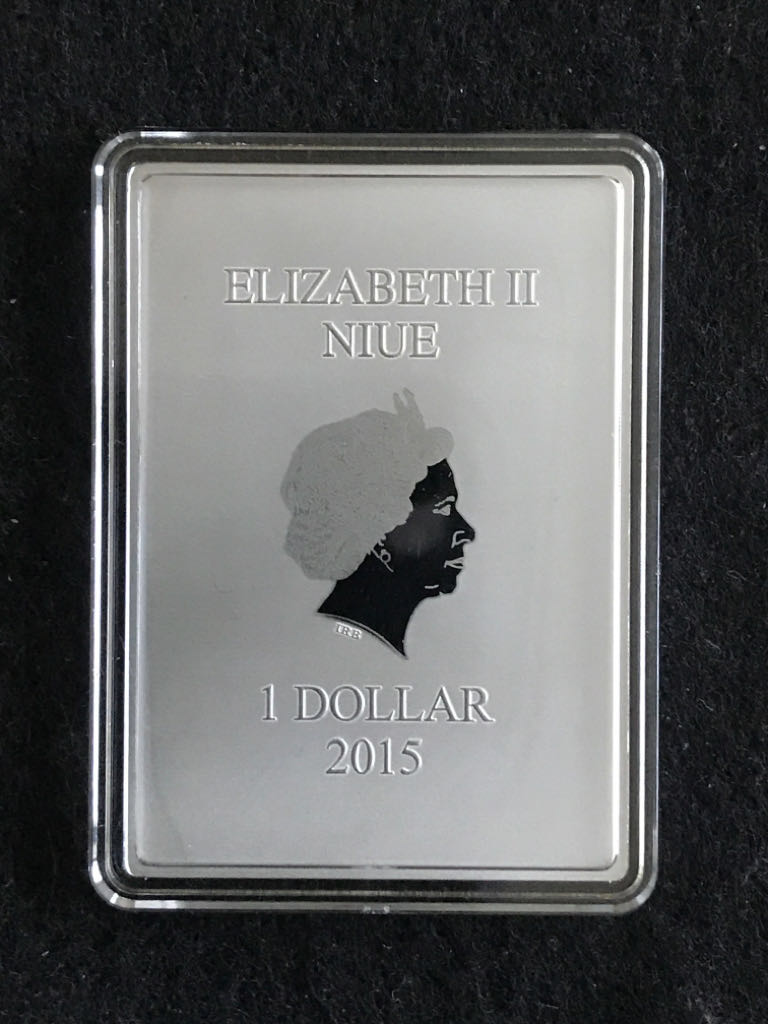 ELIZABETH II
NIUE
IRB
1 DOLLAR
2015